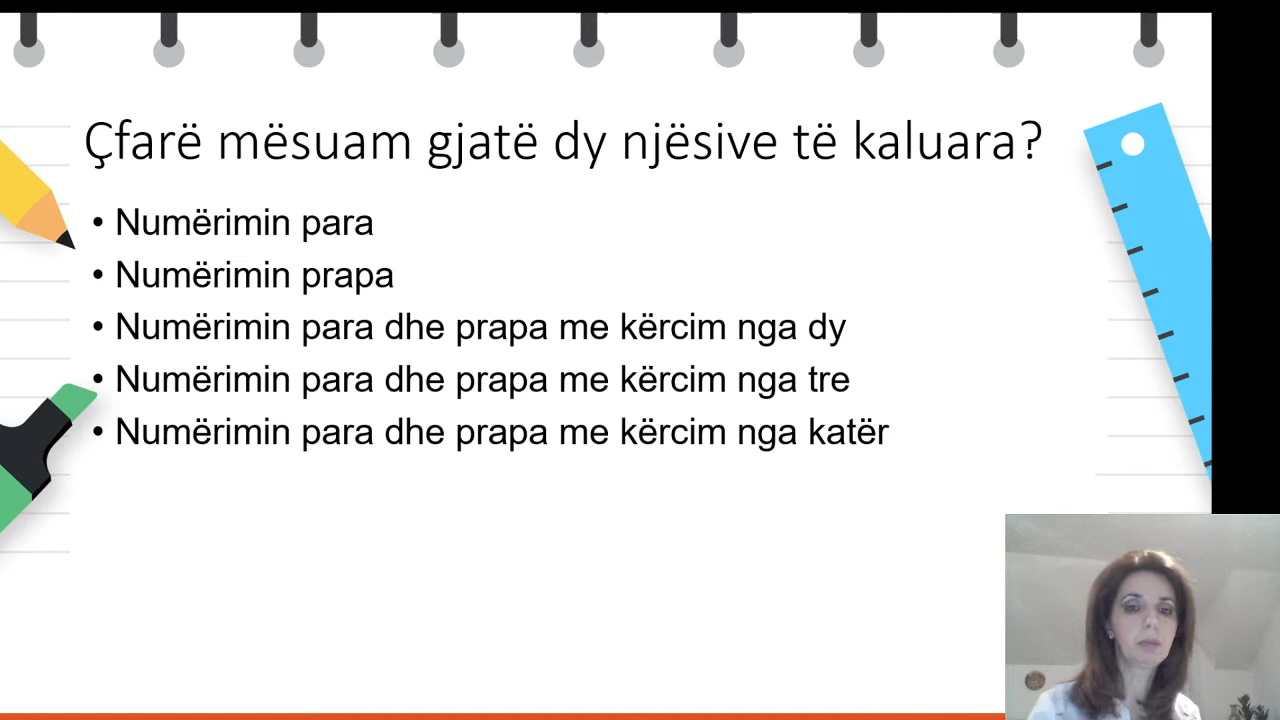 Çfarë mësuam gjatë dy njësive të kaluara?
• Numërimin para
• Numërimin prapa
• Numërimin para dhe prapa me kërcim nga dy
• Numërimin para dhe prapa me kërcim nga tre
• Numërimin para dhe prapa me kërcim nga katër